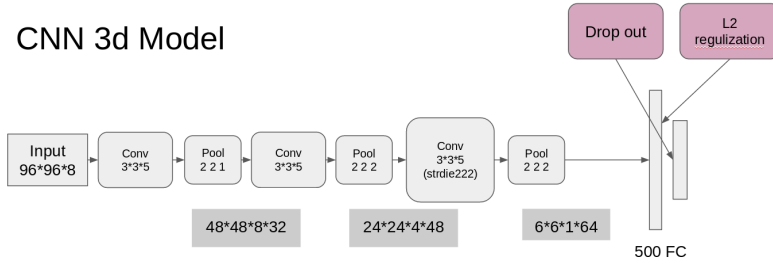 CNN 3d Model
Drop out
L2
regulization
Input
96*96*8
Conv
3*3*5
Pool
2 2 1
Conv
3*3*5
Pool
2 2 2
Conv
3*3*5
(strdie222)
Pool
2 2 2
48*48*8*32
24*24*4*48
6*6*1*64
500 FC